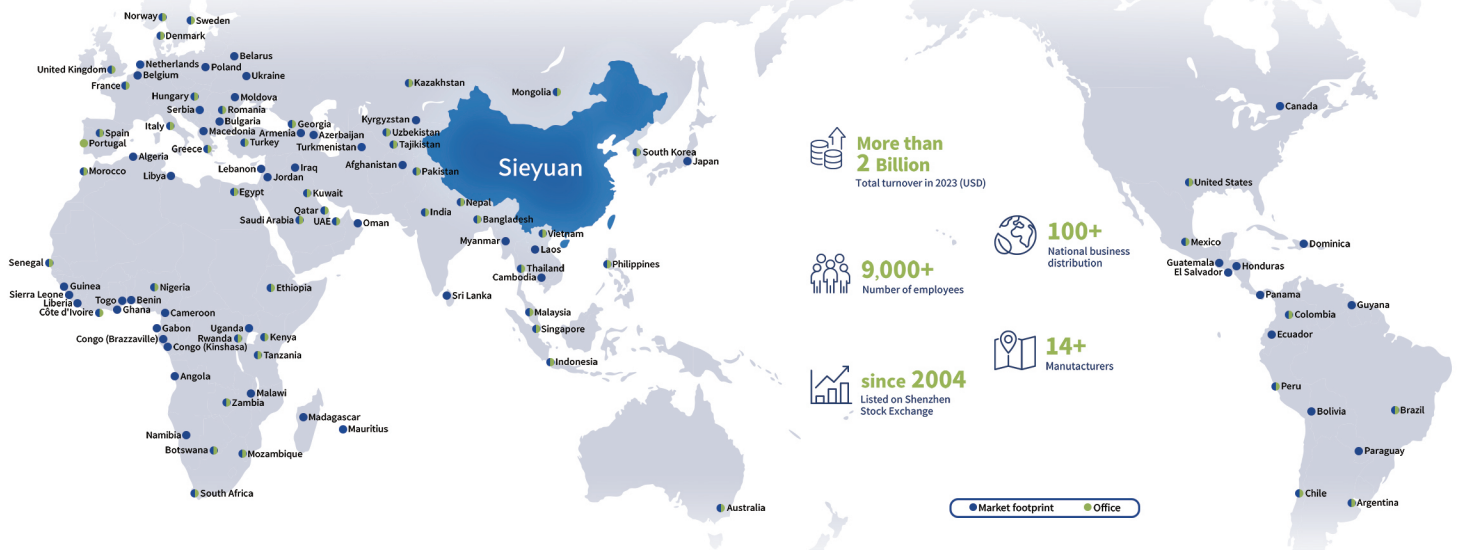 Norway
Sweden
Denmark
Belarus
Netherlands
Poland
United Kingdom
Belgium
Ukraine
France
Kazakhstan
Mongolia
Hungary
Moldova
Serbia
Romania
Bulgaria
Kyrgyzstan
Georgia
Italy
Macedonia
Armenia
Azerbaijan
Uzbekistan
Spain
Portugal
Turkey
Turkmenistan
Tajikistan
Greece
South Korea
Japan
Algeria
Lebanon
Iraq
Afghanistan
Sieyuan
Morocco
Libya
Jordan
Pakistan
Egypt
Kuwait
Nepal
Qatar
India
Saudi Arabia
UAE
Oman
Bangladesh
Vietnam
Myanmar
Laos
Senegal
Thailand
Philippines
Cambodia
Guinea
Nigeria
Ethiopia
Sierra Leone
Togo
Benin
Sri Lanka
Liberia
Côte d'Ivoire
Ghana
Cameroon
Malaysia
Gabon
Uganda
Singapore
Congo (Brazzaville)
Rwanda
Kenya
Congo (Kinshasa)
Tanzania
Indonesia
Angola
Malawi
Zambia
Madagascar
Mauritius
Namibia
Botswana
Mozambique
South Africa
Australia
More than
2 Billion
Total turnover in 2023 (USD)
9,000+
Number of employees
since 2004
Listed on Shenzhen
Stock Exchange
100+
National business
distribution
14+
Manutacturers
Market footprint
Office
Canada
United States
Mexico
Dominica
Guatemala
Honduras
El Salvador
Panama
Guyana
Colombia
Ecuador
Peru
Bolivia
Brazil
Paraguay
Chile
Argentina